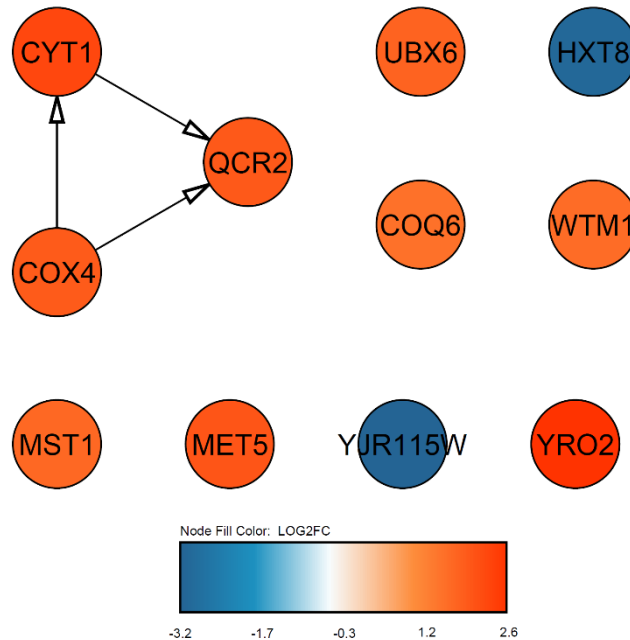 CYT1
UBX6
HXT8
QCR2
COQ6
WTM1
COX4
MST1
MET5
YJR115W
YRO2
Node Fill Color: LOG2FC
-3.2 -1.7 -0.3 1.2 2.6